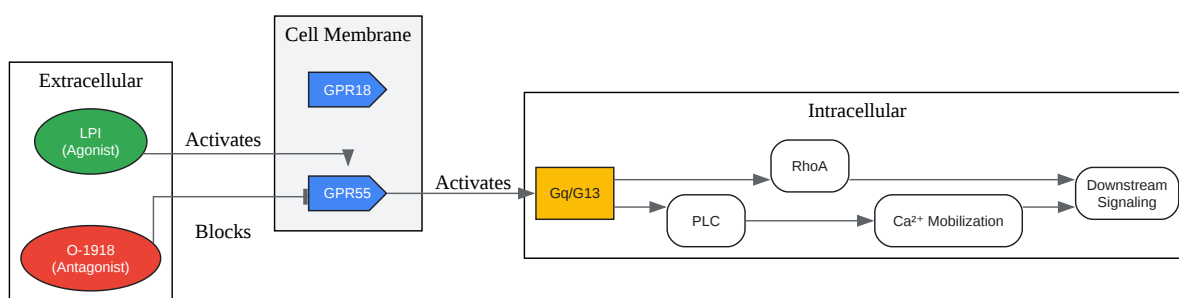 Extracellular
LPI
(Agonist)
O-1918
(Antagonist)
Activates
Blocks
Cell Membrane
GPR18
GPR55
Activates
Intracellular
Gq/G13
RhoA
PLC
Ca²⁺ Mobilization
Downstream
Signaling